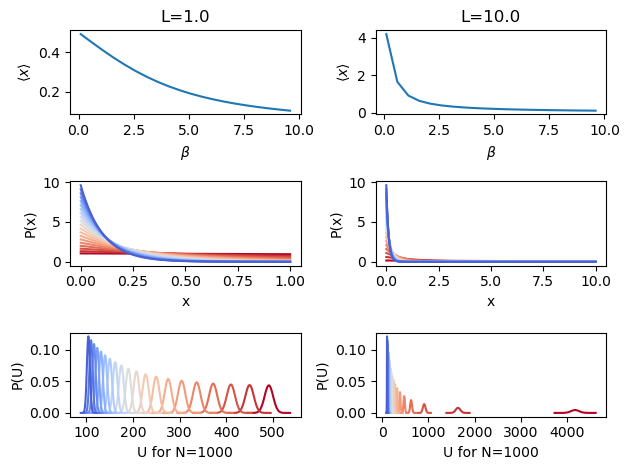 L=1.0
⟨x⟩
0.4
0.2
0.0 2.5 5.0 7.5 10.0
β
L=10.0
⟨x⟩
4
2
0
0.0 2.5 5.0 7.5 10.0
β
P(x)
10
5
0
0.00 0.25 0.50 0.75 1.00
x
P(x)
10
5
0
0.0 2.5 5.0 7.5 10.0
x
P(U)
0.10
0.05
0.00
100 200 300 400 500
U for N=1000
P(U)
0.10
0.05
0.00
0 1000 2000 3000 4000
U for N=1000